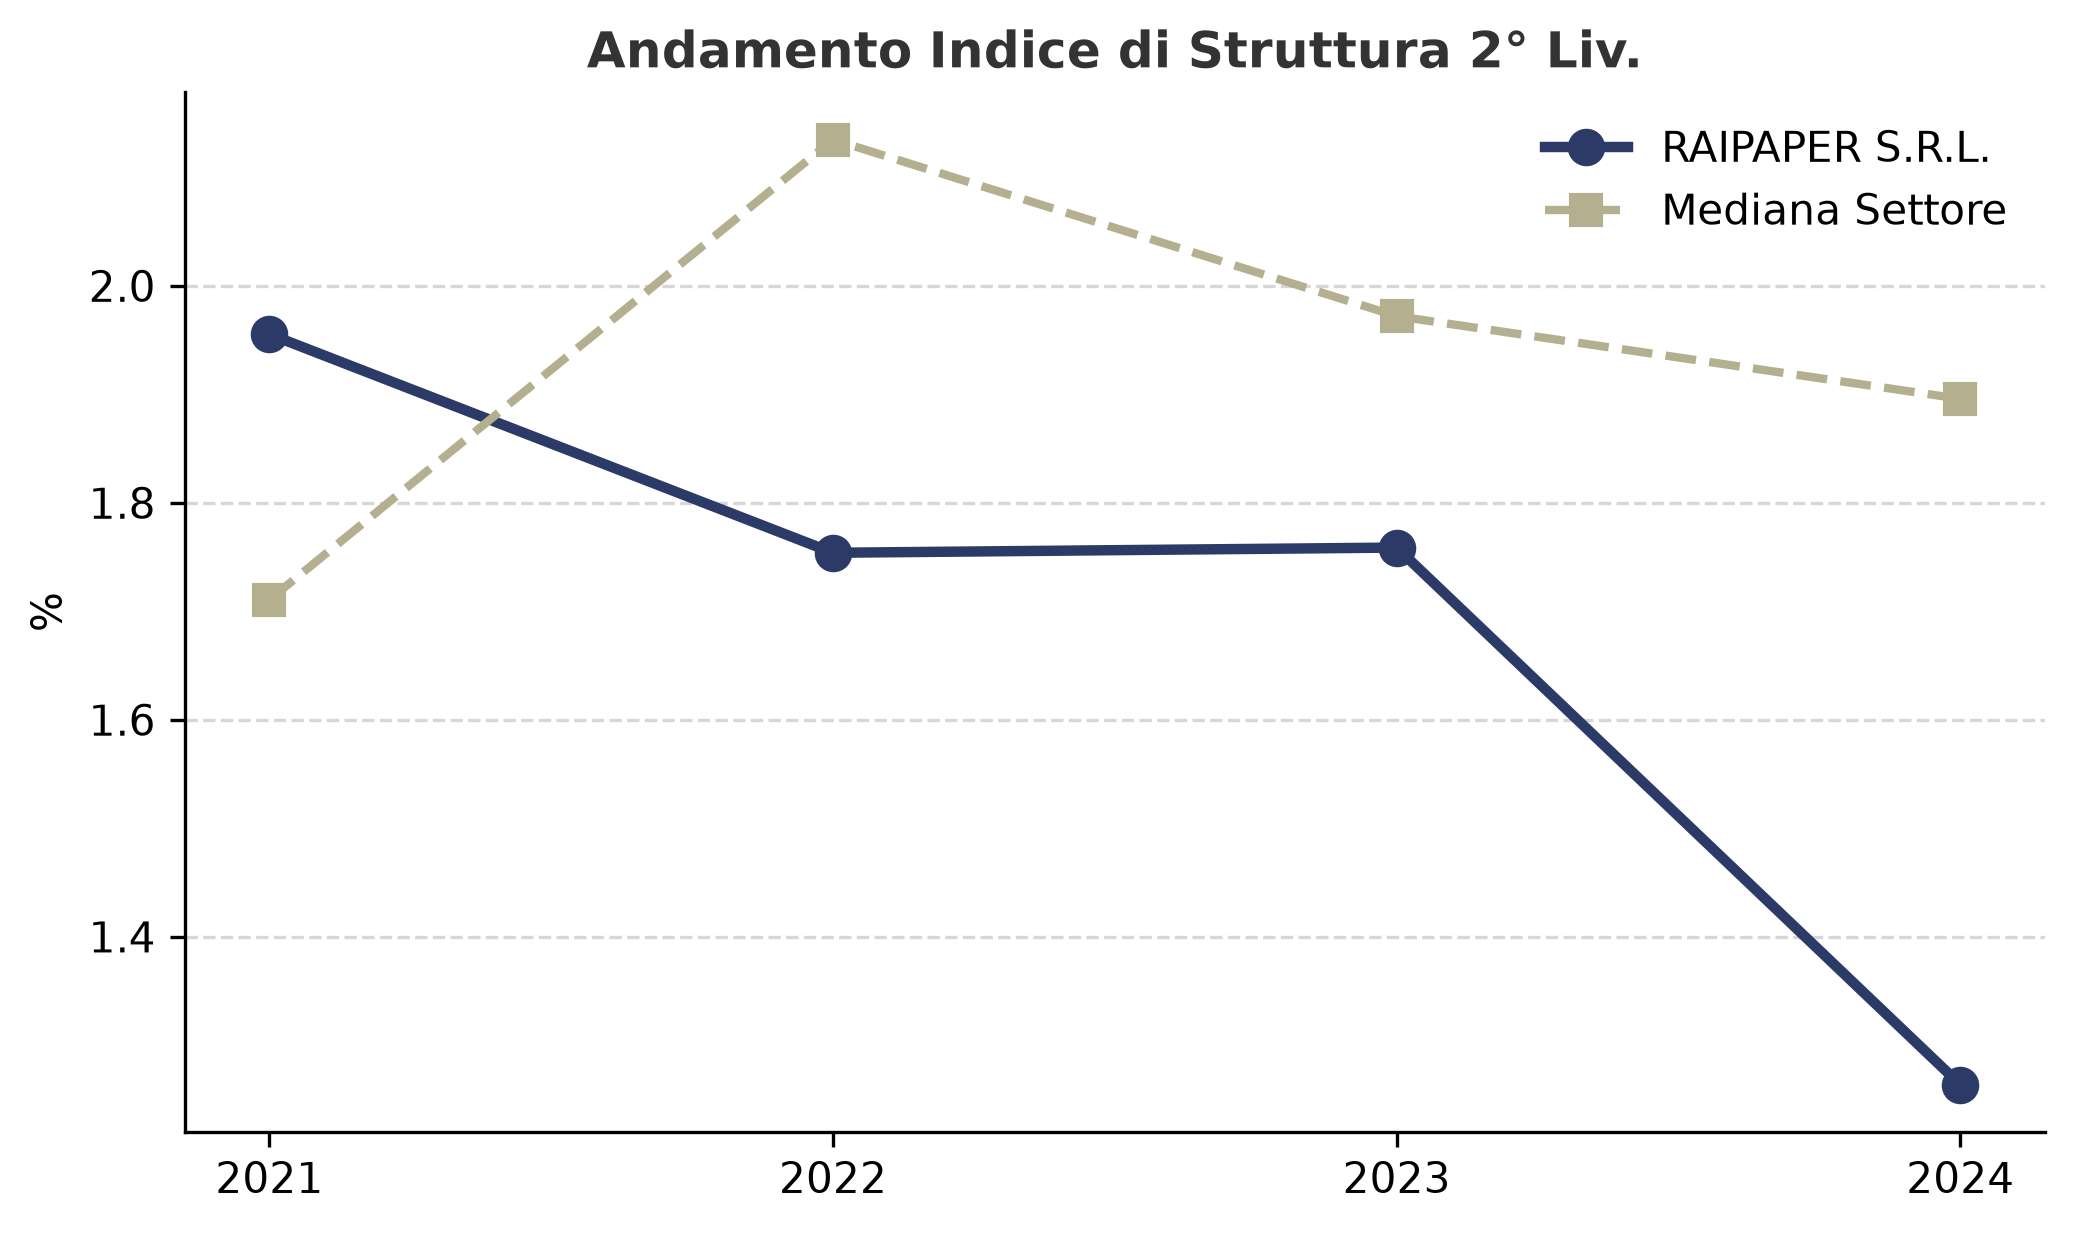 Andamento Indice di Struttura 2° Liv.
RAIPAPER S.R.L.
Mediana Settore
2.0
1.8
1.6
1.4
%
2021 2022 2023 2024